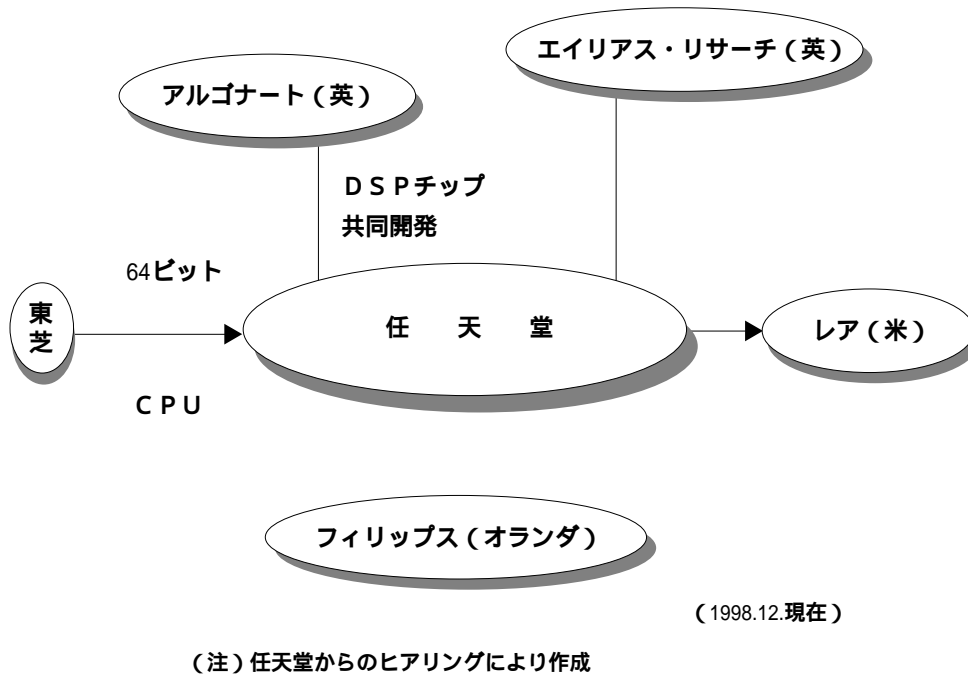 エイリアス・リサーチ（英）
アルゴナート（英）
ＤＳＰチップ
共同開発
64ビット
東芝
任　天　堂
レア（米）
ＣＰＵ
フィリップス（オランダ）
（1998.12.現在）
（注）任天堂からのヒアリングにより作成